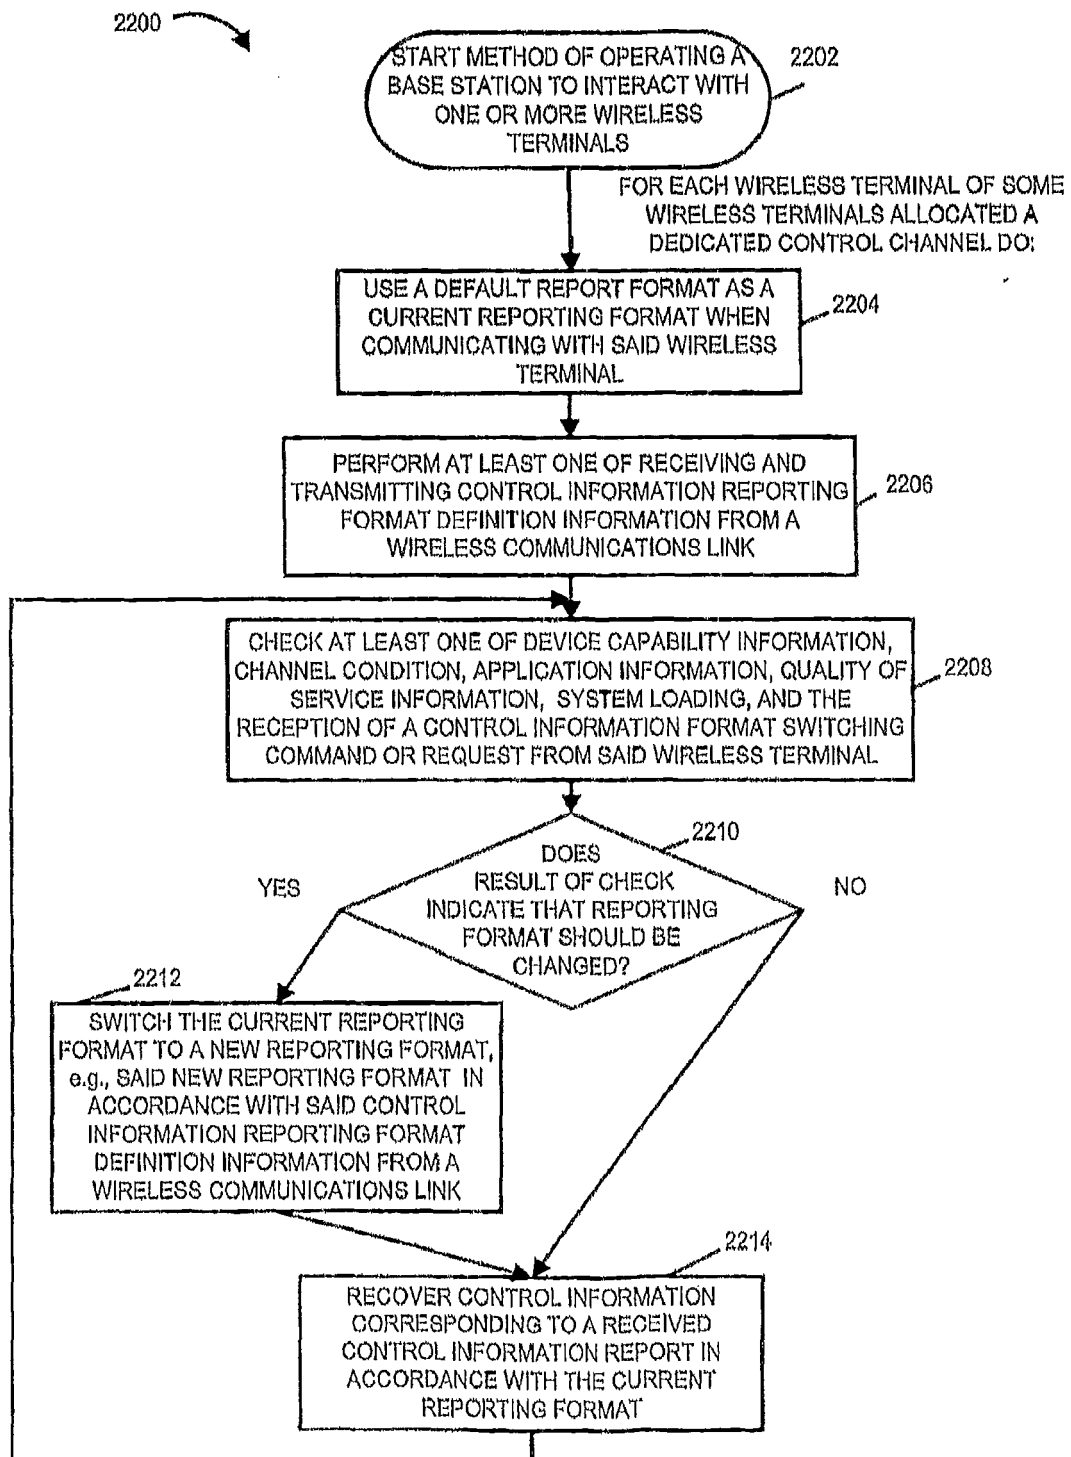 2200
START METHOD OF OPERATING A
BASE STATION TO INTERACT WITH
ONE OR MORE WIRELESS
TERMINALS
2202
FOR EACH WIRELESS TERMINAL OF SOME
WIRELESS TERMINALS ALLOCATED A
DEDICATED CONTROL CHANNEL DO:
USE A DEFAULT REPORT FORMAT AS A
CURRENT REPORTING FORMAT WHEN
COMMUNICATING WITH SAID WIRELESS
TERMINAL
2204
PERFORM AT LEAST ONE OF RECEIVING AND
TRANSMITTING CONTROL INFORMATION REPORTING
FORMAT DEFINITION INFORMATION FROM A
WIRELESS COMMUNICATIONS LINK
2206
CHECK AT LEAST ONE OF DEVICE CAPABILITY INFORMATION,
CHANNEL CONDITION, APPLICATION INFORMATION, QUALITY OF
SERVICE INFORMATION, SYSTEM LOADING, AND THE
RECEPTION OF A CONTROL INFORMATION FORMAT SWITCHING
COMMAND OR REQUEST FROM SAID WIRELESS TERMINAL
2208
2210
DOES
RESULT OF CHECK
INDICATE THAT REPORTING
FORMAT SHOULD BE
CHANGED?
YES
NO
2212
SWITCH THE CURRENT REPORTING
FORMAT TO A NEW REPORTING FORMAT,
e.g., SAID NEW REPORTING FORMAT IN
ACCORDANCE WITH SAID CONTROL
INFORMATION REPORTING FORMAT
DEFINITION INFORMATION FROM A
WIRELESS COMMUNICATIONS LINK
2214
RECOVER CONTROL INFORMATION
CORRESPONDING TO A RECEIVED
CONTROL INFORMATION REPORT IN
ACCORDANCE WITH THE CURRENT
REPORTING FORMAT